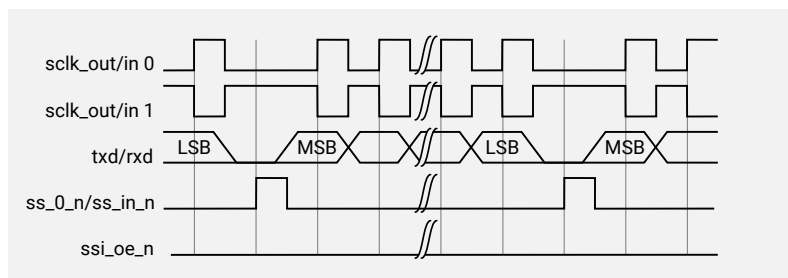 sclk_out/in 0
sclk_out/in 1
txd/rxd LSB MSB LSB MSB
ss_0_n/ss_in_n
ssi_oe_n